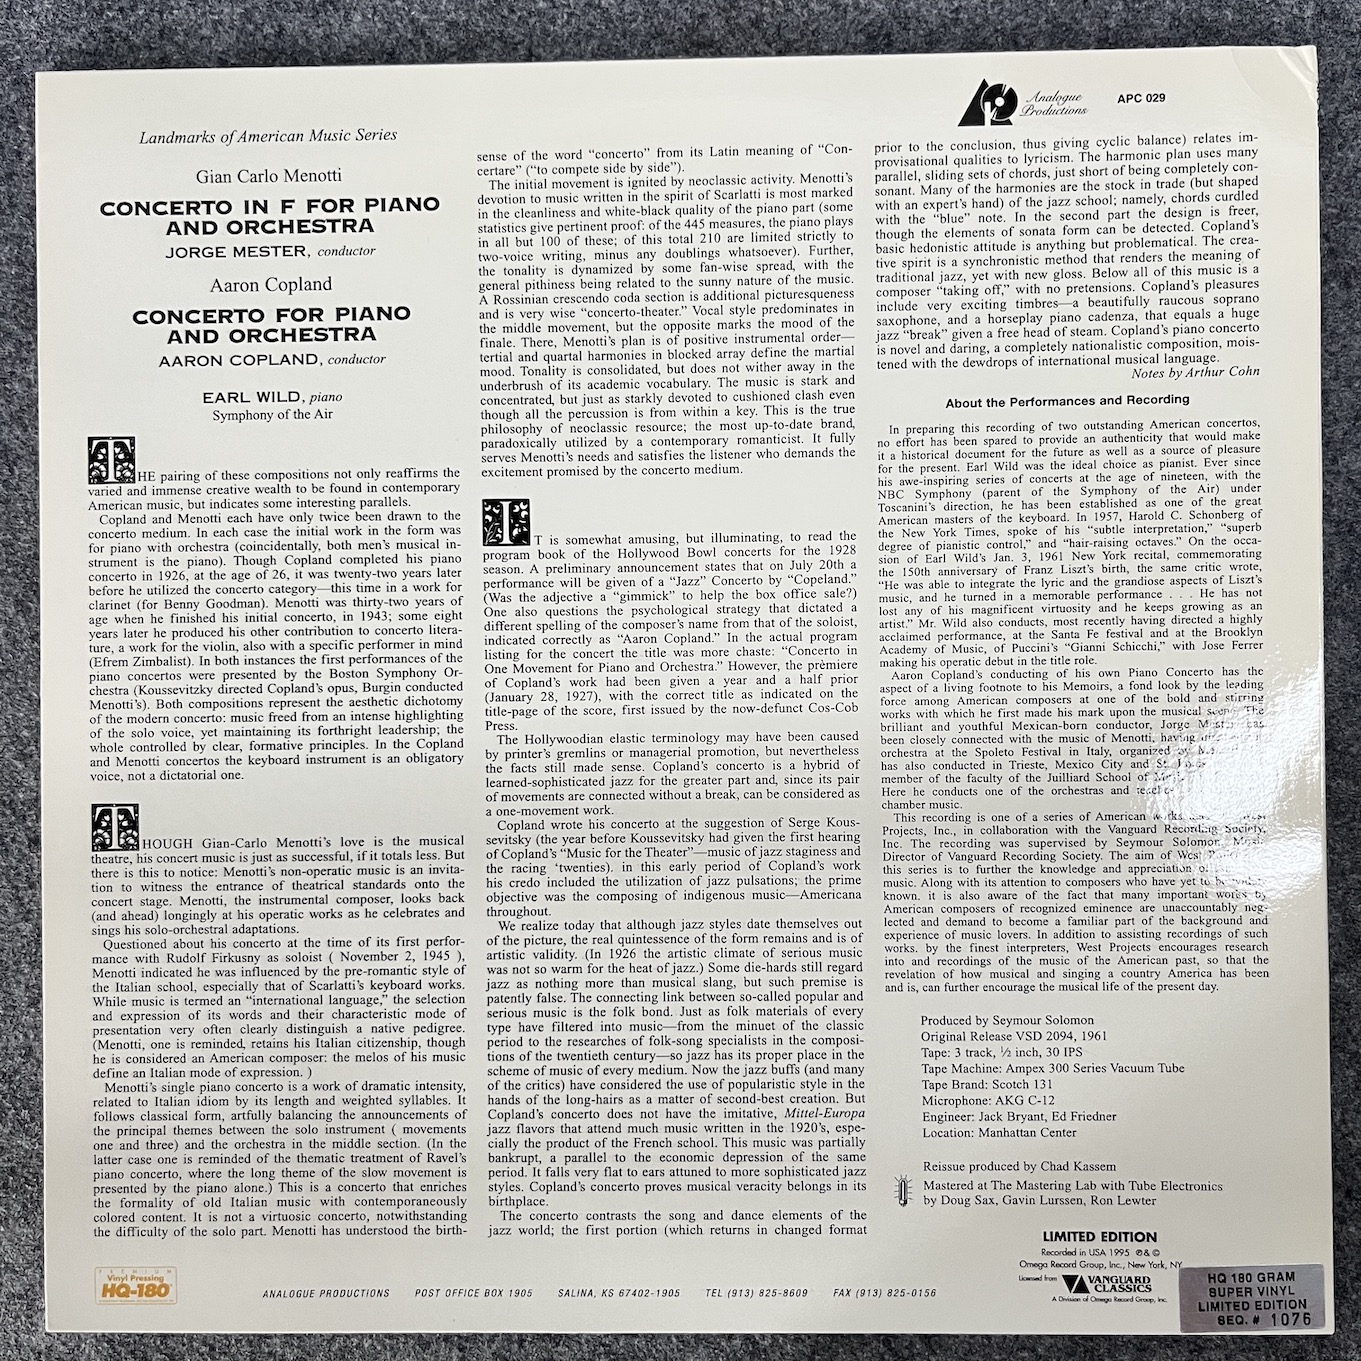 Landmarks of American Music Series
Gian Carlo Menotti
CONCERTO IN F FOR PIANO
AND ORCHESTRA
JORGE MESTER, conductor
Aaron Copland
CONCERTO FOR PIANO
AND ORCHESTRA
AARON COPLAND, conductor
EARL WILD, piano
Symphony of the Air
THE pairing of these compositions not only reaffirms the
varied and immense creative wealth to be found in contemporary
American music, but indicates some interesting parallels.
Copland and Menotti each have only twice been drawn to the
concerto medium. In each case the initial work in the form was
for piano with orchestra (coincidentally, both men's musical in-
strument is the piano). Though Copland completed his piano
concerto in 1926, at the age of 26, it was twenty-two years later
before he utilized the concerto category—this time in a work for
clarinet (for Benny Goodman). Menotti was thirty-two years of
age when he finished his initial concerto, in 1943; some eight
years later he produced his other contribution to concerto litera-
ture, a work for the violin, also with a specific performer in mind
(Efrem Zimbalist). In both instances the first performances of the
piano concertos were presented by the Boston Symphony Or-
chestra (Koussevitzky directed Copland's opus, Burgin conducted
Menotti's). Both compositions represent the aesthetic dichotomy
of the modern concerto: music freed from an intense highlighting
of the solo voice, yet maintaining its forthright leadership; the
whole controlled by clear, formative principles. In the Copland
and Menotti concertos the keyboard instrument is an obligatory
voice, not a dictatorial one.
THOUGH Gian-Carlo Menotti's love is the musical
theatre, his concert music is just as successful, if it totals less. But
there is this to notice: Menotti's non-operatic music is an invita-
tion to witness the entrance of theatrical standards onto the
concert stage. Menotti, the instrumental composer, looks back
(and ahead) longingly at his operatic works as he celebrates and
sings his solo-orchestral adaptations.
Questioned about his concerto at the time of its first perfor-
mance with Rudolf Firkusny as soloist ( November 2, 1945 ),
Menotti indicated he was influenced by the pre-romantic style of
the Italian school, especially that of Scarlatti's keyboard works.
While music is termed an "international language," the selection
and expression of its words and their characteristic mode of
presentation very often clearly distinguish a native pedigree.
(Menotti, one is reminded, retains his Italian citizenship, though
he is considered an American composer: the melos of his music
define an Italian mode of expression. )
Menotti's single piano concerto is a work of dramatic intensity,
related to Italian idiom by its length and weighted syllables. It
follows classical form, artfully balancing the announcements of
the principal themes between the solo instrument ( movements
one and three) and the orchestra in the middle section. (In the
latter case one is reminded of the thematic treatment of Ravel's
piano concerto, where the long theme of the slow movement is
presented by the piano alone.) This is a concerto that enriches
the formality of old Italian music with contemporaneously
colored content. It is not a virtuosic concerto, notwithstanding
the difficulty of the solo part. Menotti has understood the birth-
sense of the word "concerto" from its Latin meaning of "Con-
certare" ("to compete side by side").
The initial movement is ignited by neoclassic activity. Menotti's
devotion to music written in the spirit of Scarlatti is most marked
in the cleanliness and white-black quality of the piano part (some
statistics give pertinent proof: of the 445 measures, the piano plays
in all but 100 of these; of this total 210 are limited strictly to
two-voice writing, minus any doublings whatsoever). Further,
the tonality is dynamized by some fan-wise spread, with the
general pithiness being related to the sunny nature of the music.
A Rossinian crescendo coda section is additional picturesqueness
and is very wise "concerto-theater." Vocal style predominates in
the middle movement, but the opposite marks the mood of the
finale. There, Menotti's plan is of positive instrumental order—
tertial and quartal harmonies in blocked array define the martial
mood. Tonality is consolidated, but does not wither away in the
underbrush of its academic vocabulary. The music is stark and
concentrated, but just as starkly devoted to cushioned clash even
though all the percussion is from within a key. This is the true
philosophy of neoclassic resource; the most up-to-date brand,
paradoxically utilized by a contemporary romanticist. It fully
serves Menotti's needs and satisfies the listener who demands the
excitement promised by the concerto medium.
IT is somewhat amusing, but illuminating, to read the
program book of the Hollywood Bowl concerts for the 1928
season. A preliminary announcement states that on July 20th a
performance will be given of a "Jazz" Concerto by "Copeland."
(Was the adjective a "gimmick" to help the box office sale?)
One also questions the psychological strategy that dictated a
different spelling of the composer's name from that of the soloist,
indicated correctly as "Aaron Copland." In the actual program
listing for the concert the title was more chaste: "Concerto in
One Movement for Piano and Orchestra." However, the prèmiere
of Copland's work had been given a year and a half prior
(January 28, 1927), with the correct title as indicated on the
title-page of the score, first issued by the now-defunct Cos-Cob
Press.
The Hollywoodian elastic terminology may have been caused
by printer's gremlins or managerial promotion, but nevertheless
the facts still made sense. Copland's concerto is a hybrid of
learned-sophisticated jazz for the greater part and, since its pair
of movements are connected without a break, can be considered as
a one-movement work.
Copland wrote his concerto at the suggestion of Serge Kous-
sevitsky (the year before Koussevitsky had given the first hearing
of Copland's "Music for the Theater"—music of jazz staginess and
the racing 'twenties). in this early period of Copland's work
his credo included the utilization of jazz pulsations; the prime
objective was the composing of indigenous music—Americana
throughout.
We realize today that although jazz styles date themselves out
of the picture, the real quintessence of the form remains and is of
artistic validity. (In 1926 the artistic climate of serious music
was not so warm for the heat of jazz.) Some die-hards still regard
jazz as nothing more than musical slang, but such premise is
patently false. The connecting link between so-called popular and
serious music is the folk bond. Just as folk materials of every
type have filtered into music—from the minuet of the classic
period to the researches of folk-song specialists in the composi-
tions of the twentieth century—so jazz has its proper place in the
scheme of music of every medium. Now the jazz buffs (and many
of the critics) have considered the use of popularistic style in the
hands of the long-hairs as a matter of second-best creation. But
Copland's concerto does not have the imitative, Mittel-Europa
jazz flavors that attend much music written in the 1920's, espe-
cially the product of the French school. This music was partially
bankrupt, a parallel to the economic depression of the same
period. It falls very flat to ears attuned to more sophisticated jazz
styles. Copland's concerto proves musical veracity belongs in its
birthplace.
The concerto contrasts the song and dance elements of the
jazz world; the first portion (which returns in changed format
Analogue
Productions
APC 029
prior to the conclusion, thus giving cyclic balance) relates im-
provisational qualities to lyricism. The harmonic plan uses many
parallel, sliding sets of chords, just short of being completely con-
sonant. Many of the harmonies are the stock in trade (but shaped
with an expert's hand) of the jazz school; namely, chords curdled
with the "blue" note. In the second part the design is freer,
though the elements of sonata form can be detected. Copland's
basic hedonistic attitude is anything but problematical. The crea-
tive spirit is a synchronistic method that renders the meaning of
traditional jazz, yet with new gloss. Below all of this music is a
composer "taking off," with no pretensions. Copland's pleasures
include very exciting timbres—a beautifully raucous soprano
saxophone, and a horseplay piano cadenza, that equals a huge
jazz "break" given a free head of steam. Copland's piano concerto
is novel and daring, a completely nationalistic composition, mois-
tened with the dewdrops of international musical language.
Notes by Arthur Cohn
About the Performances and Recording
In preparing this recording of two outstanding American concertos,
no effort has been spared to provide an authenticity that would make
it a historical document for the future as well as a source of pleasure
for the present. Earl Wild was the ideal choice as pianist. Ever since
his awe-inspiring series of concerts at the age of nineteen, with the
NBC Symphony (parent of the Symphony of the Air) under
Toscanini's direction, he has been established as one of the great
American masters of the keyboard. In 1957, Harold C. Schonberg of
the New York Times, spoke of his "subtle interpretation," "superb
degree of pianistic control," and "hair-raising octaves." On the occa-
sion of Earl Wild's Jan. 3, 1961 New York recital, commemorating
the 150th anniversary of Franz Liszt's birth, the same critic wrote,
"He was able to integrate the lyric and the grandiose aspects of Liszt's
music, and he turned in a memorable performance . . . He has not
lost any of his magnificent virtuosity and he keeps growing as an
artist." Mr. Wild also conducts, most recently having directed a highly
acclaimed performance, at the Santa Fe festival and at the Brooklyn
Academy of Music, of Puccini's "Gianni Schicchi," with Jose Ferrer
making his operatic debut in the title role.
Aaron Copland's conducting of his own Piano Concerto has the
aspect of a living footnote to his Memoirs, a fond look by the leading
force among American composers at one of the bold and stirring
works with which he first made his mark upon the musical scene. The
brilliant and youthful Mexican-born conductor, Jorge Mester has
been closely connected with the music of Menotti, having
orchestra at the Spoleto Festival in Italy, organized by
has also conducted in Trieste, Mexico City and St.
member of the faculty of the Juilliard School of
Here he conducts one of the orchestras and
chamber music.
This recording is one of a series of American
Projects, Inc., in collaboration with the Vanguard Recording Society,
Inc. The recording was supervised by Seymour Solomon, Music
Director of Vanguard Recording Society. The aim of West
this series is to further the knowledge and appreciation of
music. Along with its attention to composers who have yet to
known. it is also aware of the fact that many important works by
American composers of recognized eminence are unaccountably neg-
lected and demand to become a familiar part of the background and
experience of music lovers. In addition to assisting recordings of such
works. by the finest interpreters, West Projects encourages research
into and recordings of the music of the American past, so that the
revelation of how musical and singing a country America has been
and is, can further encourage the musical life of the present day.
Produced by Seymour Solomon
Original Release VSD 2094, 1961
Tape: 3 track, ½ inch, 30 IPS
Tape Machine: Ampex 300 Series Vacuum Tube
Tape Brand: Scotch 131
Microphone: AKG C-12
Engineer: Jack Bryant, Ed Friedner
Location: Manhattan Center
Reissue produced by Chad Kassem
Mastered at The Mastering Lab with Tube Electronics
by Doug Sax, Gavin Lurssen, Ron Lewter
LIMITED EDITION
Recorded in USA 1995 ℗& ©
Omega Record Group, Inc., New York, NY
Licensed from
VANGUARD
CLASSICS
A Division of Omega Record Group, Inc.
PREMIUM
Vinyl Pressing
HQ-180
ANALOGUE PRODUCTIONS POST OFFICE BOX 1905 SALINA, KS 67402-1905 TEL (913) 825-8609 FAX (913) 825-0156
HQ 180 GRAM
SUPER VINYL
LIMITED EDITION
SEQ. # 1076